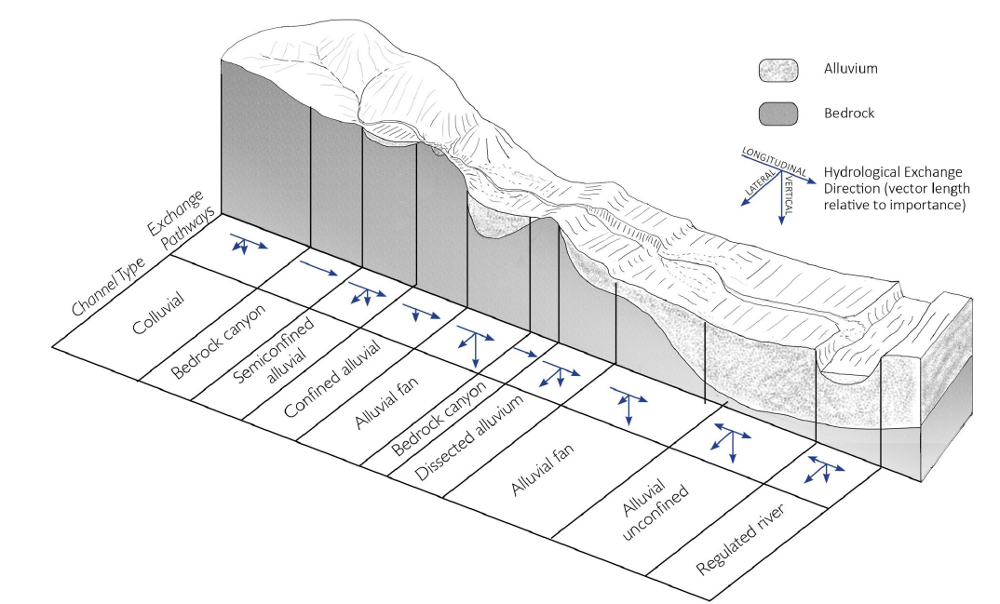 Alluvium
Bedrock
LONGITUDINAL
LATERAL
VERTICAL
Hydrological Exchange
Direction (vector length
relative to importance)
Exchange
Pathways
Channel Type
Colluvial
Bedrock canyon
Semiconfined
alluvial
Confined alluvial
Alluvial fan
Bedrock canyon
Dissected alluvium
Alluvial fan
Alluvial
unconfined
Regulated river